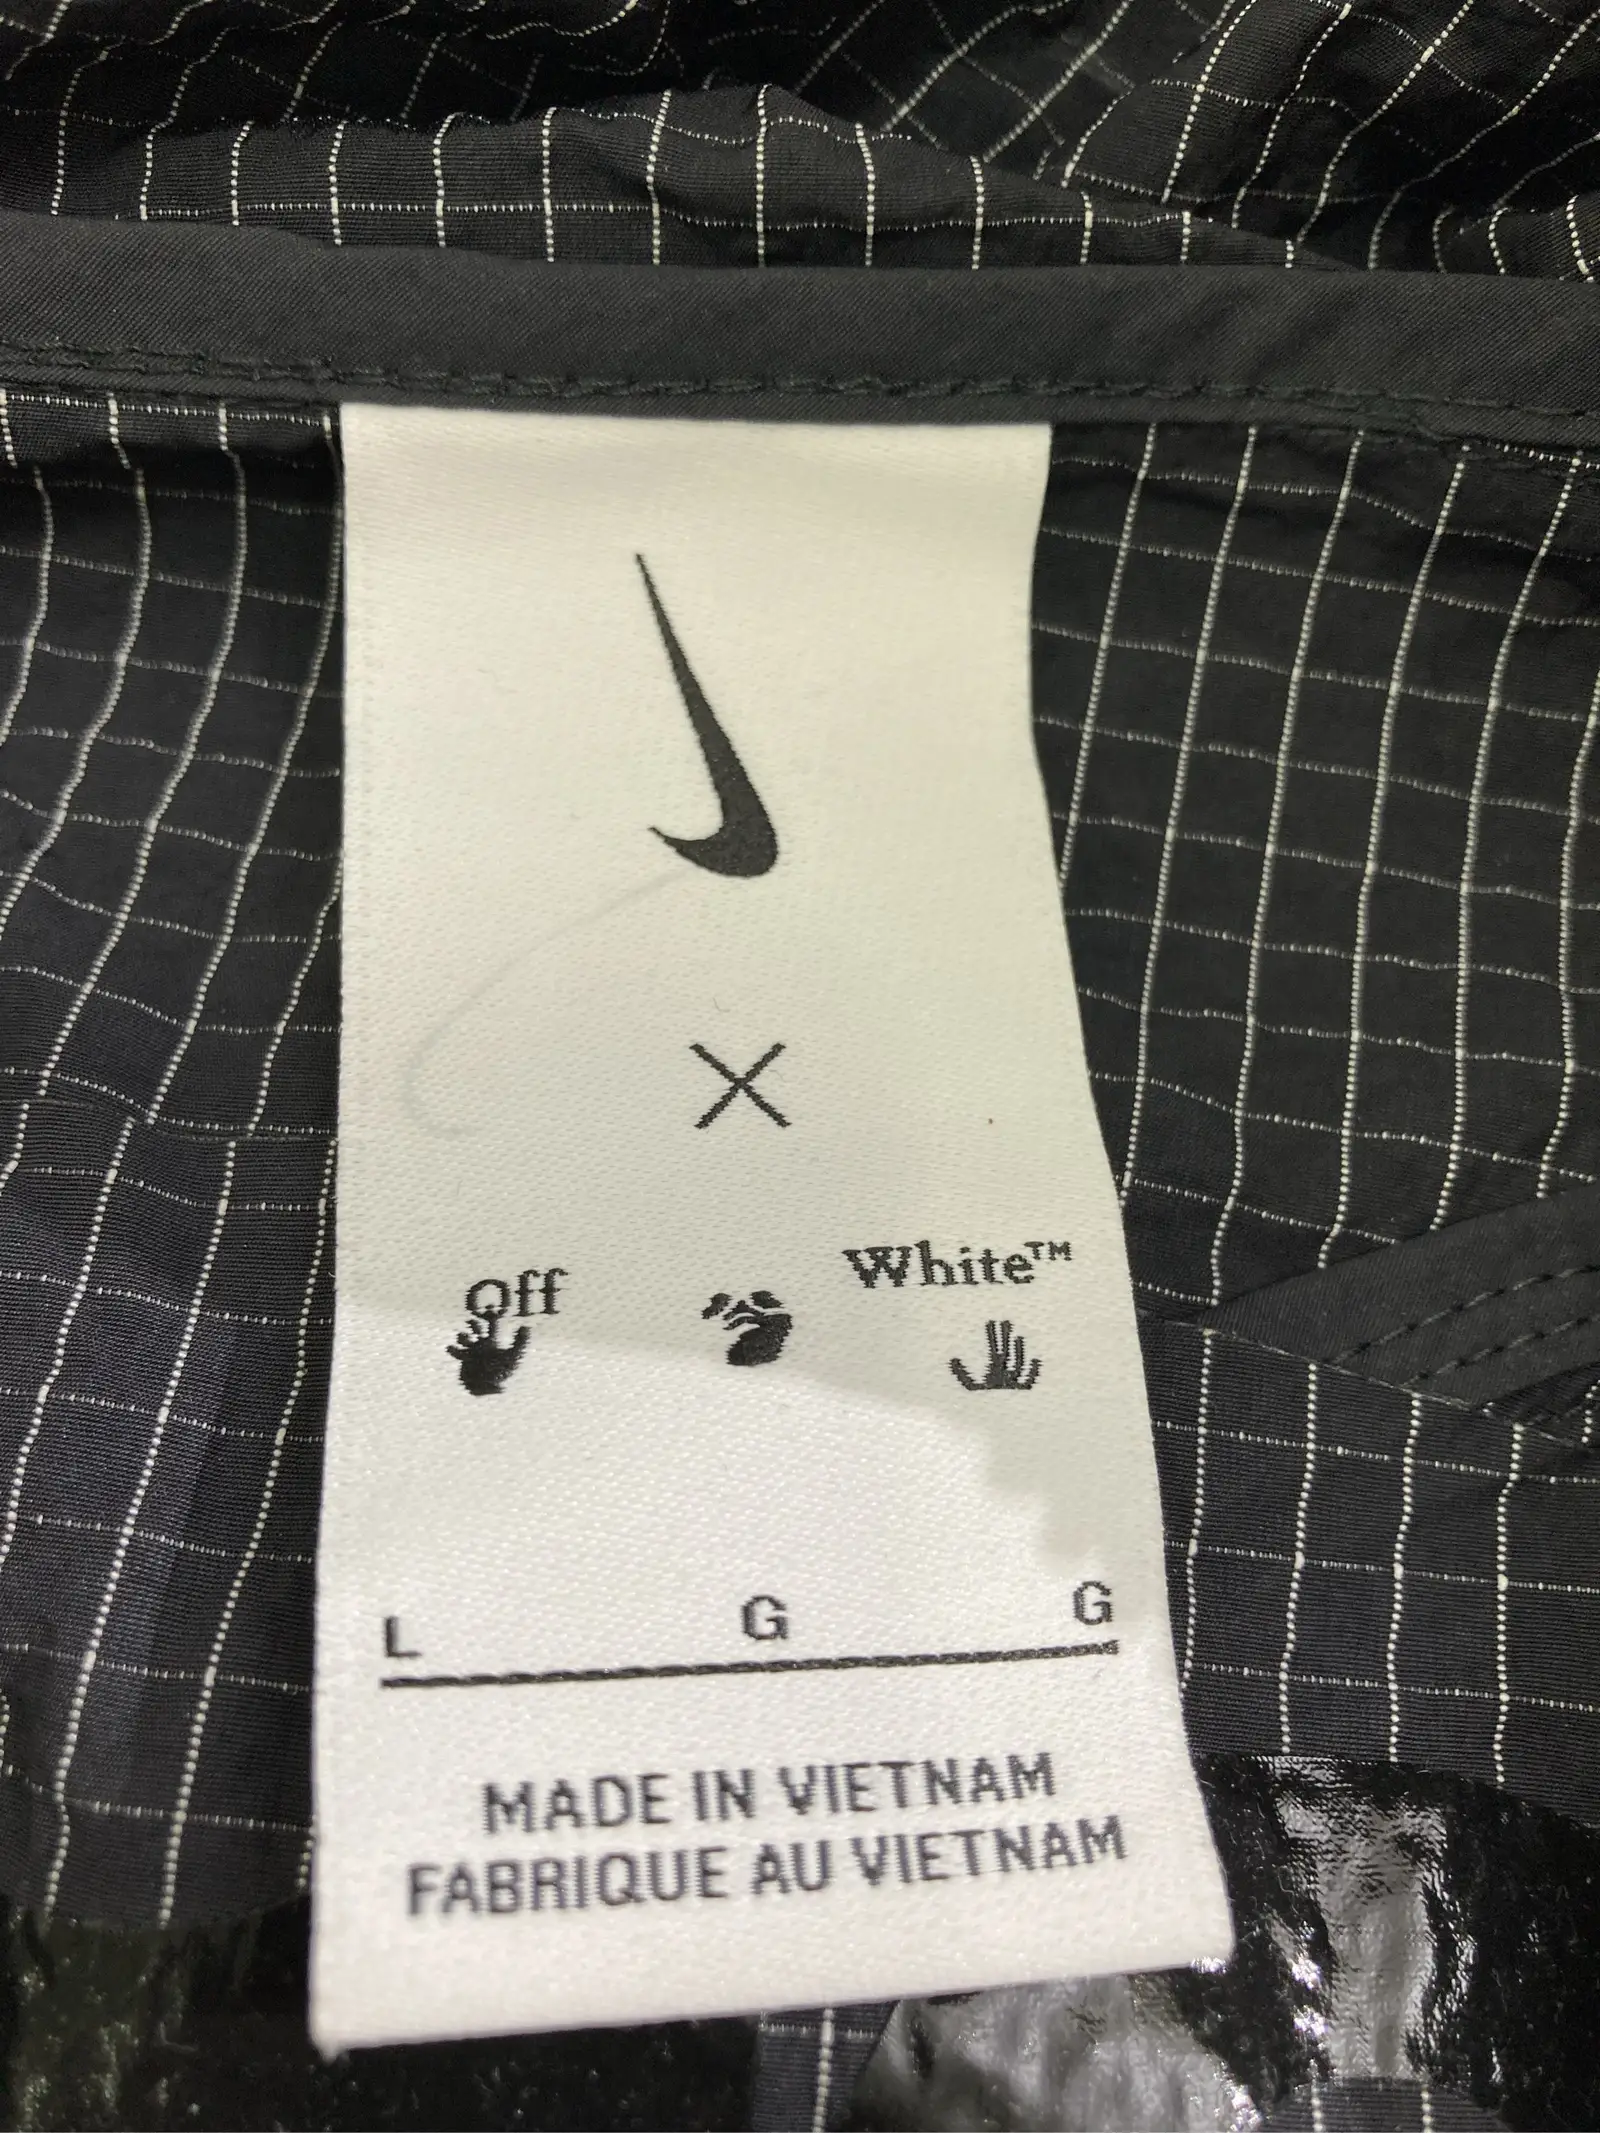 ×
Off White™
L G G
MADE IN VIETNAM
FABRIQUE AU VIETNAM